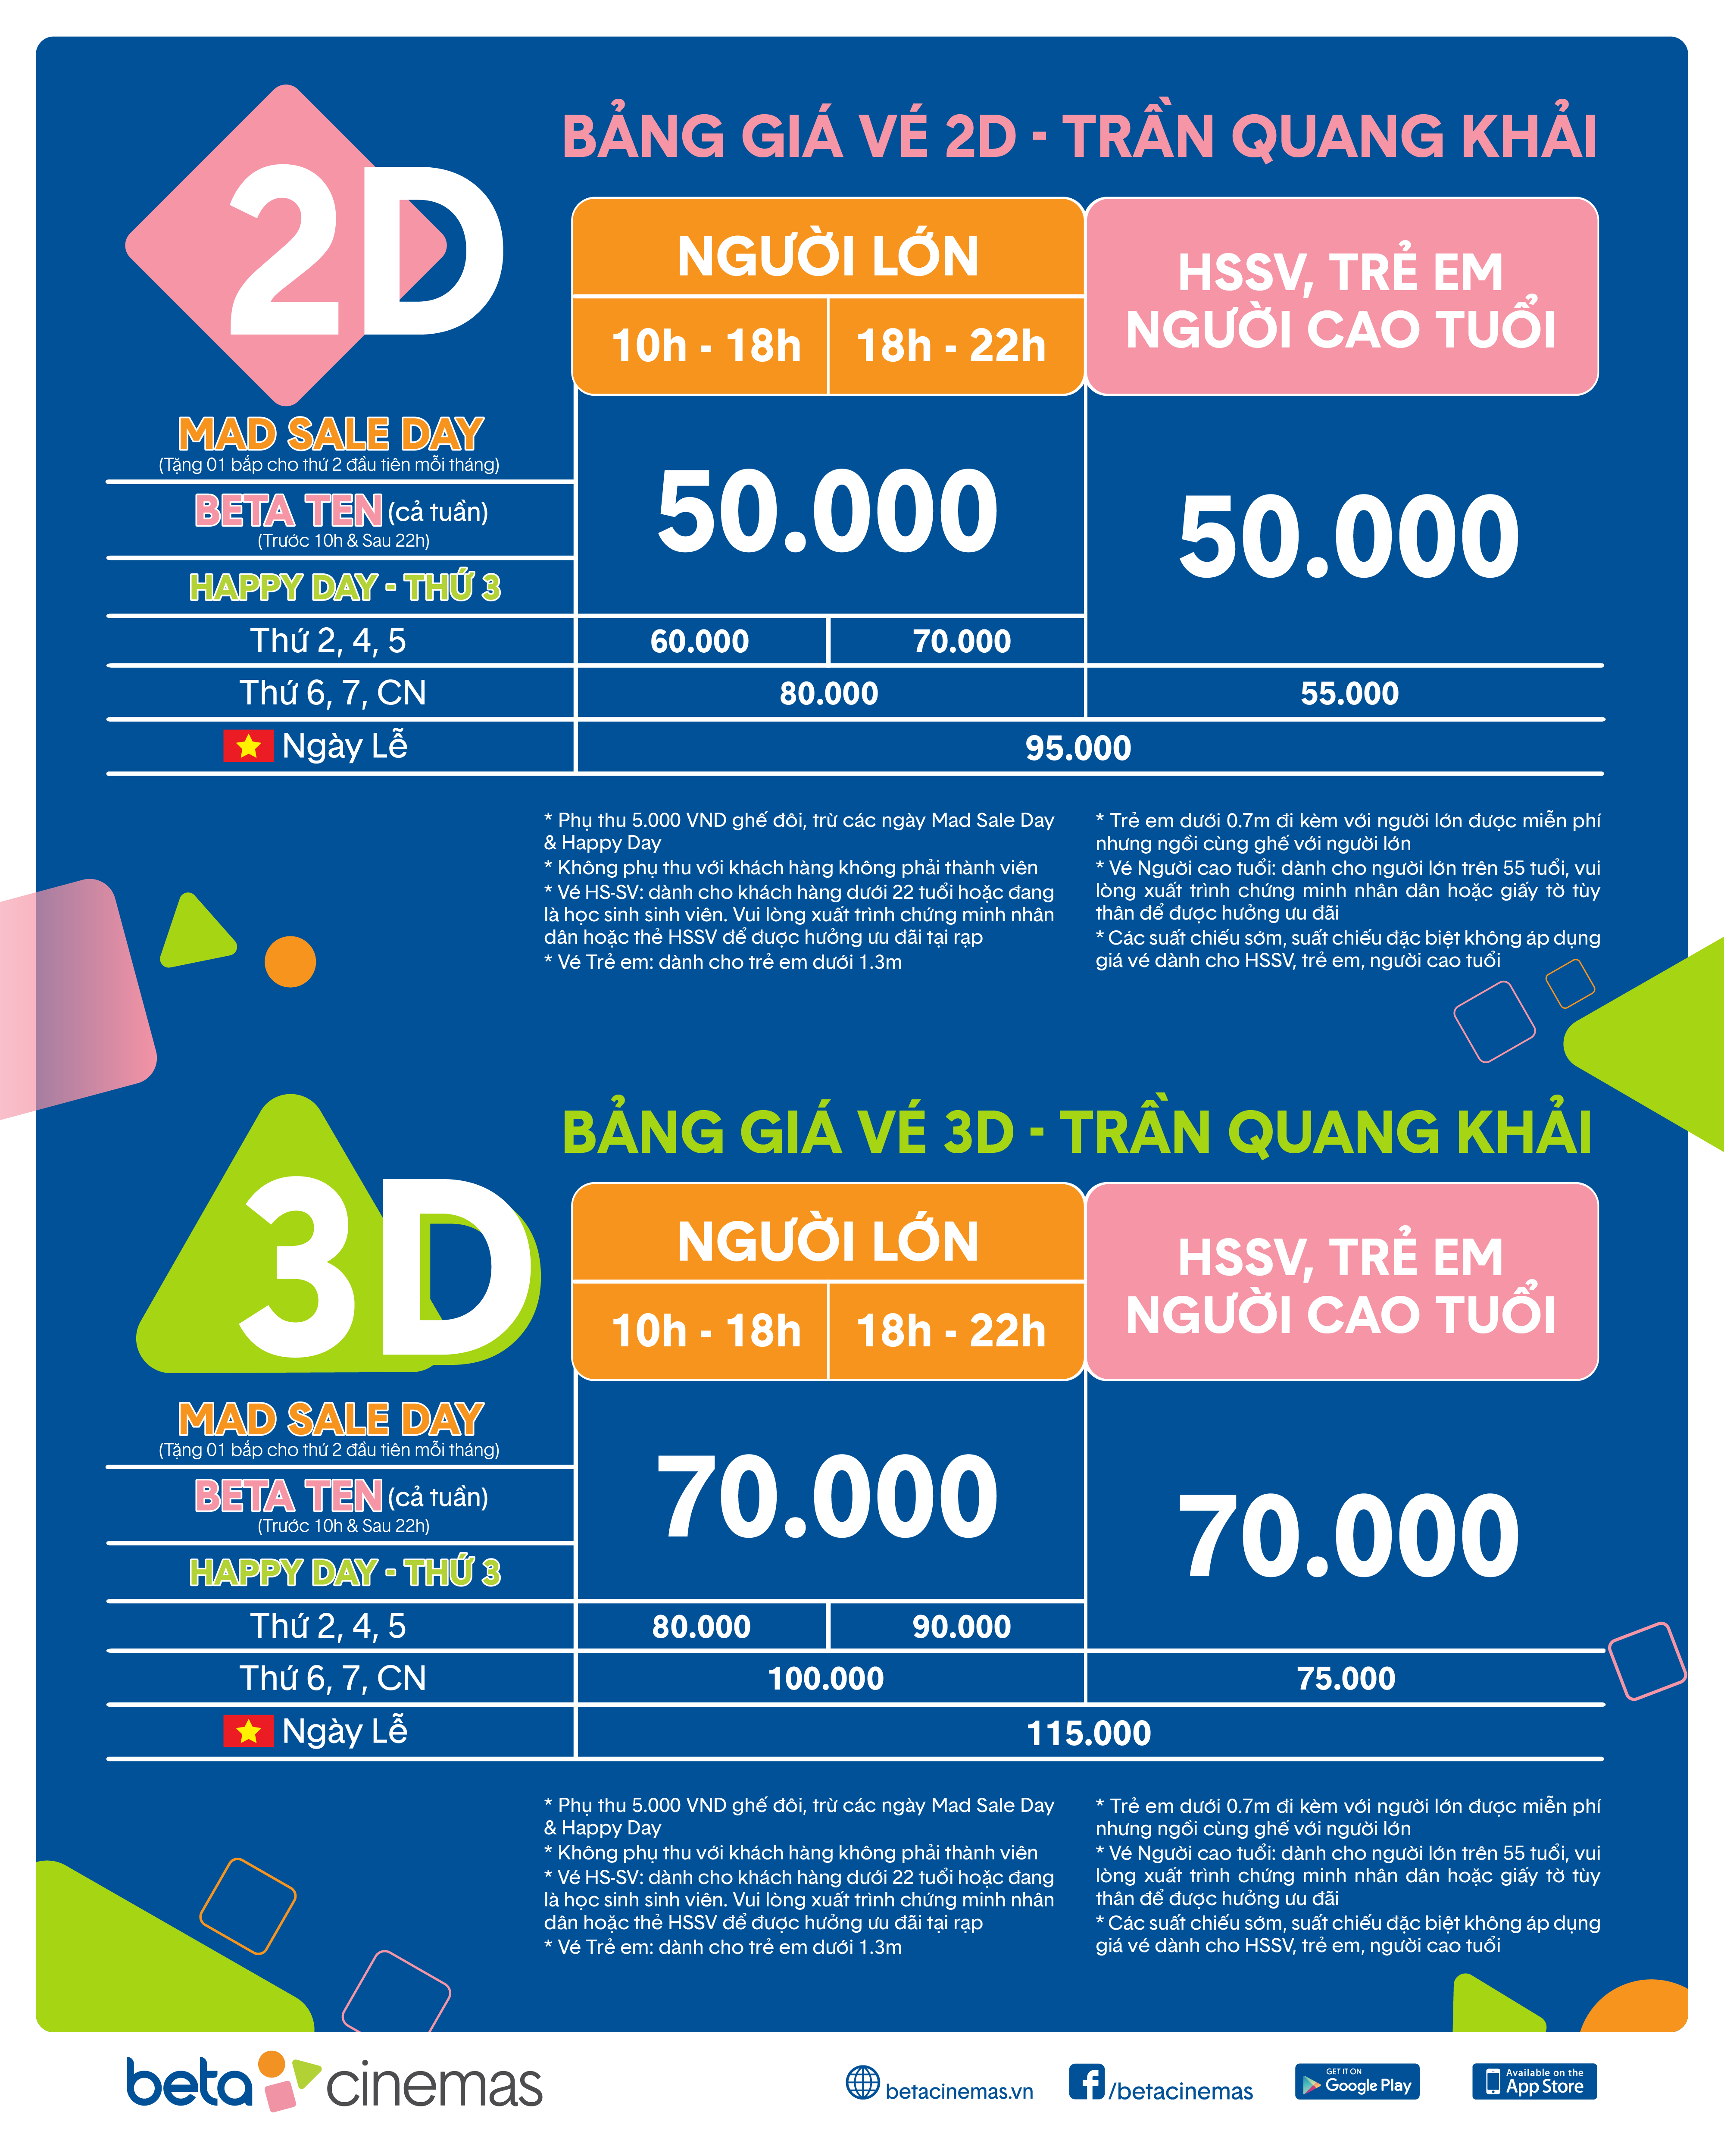 2D
BẢNG GIÁ VÉ 2D - TRẦN QUANG KHẢI
NGƯỜI LỚN
10h - 18h
18h - 22h
HSSV, TRẺ EM
NGƯỜI CAO TUỔI
MAD SALE DAY
(Tặng 01 bắp cho thứ 2 đầu tiên mỗi tháng)
BETA TEN (cả tuần)
(Trước 10h & Sau 22h)
HAPPY DAY - THỨ 3
50.000
50.000
Thứ 2, 4, 5
60.000
70.000
Thứ 6, 7, CN
80.000
55.000
Ngày Lễ
95.000
* Phụ thu 5.000 VND ghế đôi, trừ các ngày Mad Sale Day
& Happy Day
* Không phụ thu với khách hàng không phải thành viên
* Vé HS-SV: dành cho khách hàng dưới 22 tuổi hoặc đang
là học sinh sinh viên. Vui lòng xuất trình chứng minh nhân
dân hoặc thẻ HSSV để được hưởng ưu đãi tại rạp
* Vé Trẻ em: dành cho trẻ em dưới 1.3m
* Trẻ em dưới 0.7m đi kèm với người lớn được miễn phí
nhưng ngồi cùng ghế với người lớn
* Vé Người cao tuổi: dành cho người lớn trên 55 tuổi, vui
lòng xuất trình chứng minh nhân dân hoặc giấy tờ tùy
thân để được hưởng ưu đãi
* Các suất chiếu sớm, suất chiếu đặc biệt không áp dụng
giá vé dành cho HSSV, trẻ em, người cao tuổi
3D
BẢNG GIÁ VÉ 3D - TRẦN QUANG KHẢI
NGƯỜI LỚN
10h - 18h
18h - 22h
HSSV, TRẺ EM
NGƯỜI CAO TUỔI
MAD SALE DAY
(Tặng 01 bắp cho thứ 2 đầu tiên mỗi tháng)
BETA TEN (cả tuần)
(Trước 10h & Sau 22h)
HAPPY DAY - THỨ 3
70.000
70.000
Thứ 2, 4, 5
80.000
90.000
Thứ 6, 7, CN
100.000
75.000
Ngày Lễ
115.000
* Phụ thu 5.000 VND ghế đôi, trừ các ngày Mad Sale Day
& Happy Day
* Không phụ thu với khách hàng không phải thành viên
* Vé HS-SV: dành cho khách hàng dưới 22 tuổi hoặc đang
là học sinh sinh viên. Vui lòng xuất trình chứng minh nhân
dân hoặc thẻ HSSV để được hưởng ưu đãi tại rạp
* Vé Trẻ em: dành cho trẻ em dưới 1.3m
* Trẻ em dưới 0.7m đi kèm với người lớn được miễn phí
nhưng ngồi cùng ghế với người lớn
* Vé Người cao tuổi: dành cho người lớn trên 55 tuổi, vui
lòng xuất trình chứng minh nhân dân hoặc giấy tờ tùy
thân để được hưởng ưu đãi
* Các suất chiếu sớm, suất chiếu đặc biệt không áp dụng
giá vé dành cho HSSV, trẻ em, người cao tuổi
beta cinemas
betacinemas.vn
f/betacinemas
GET IT ON
Google Play
Available on the
App Store